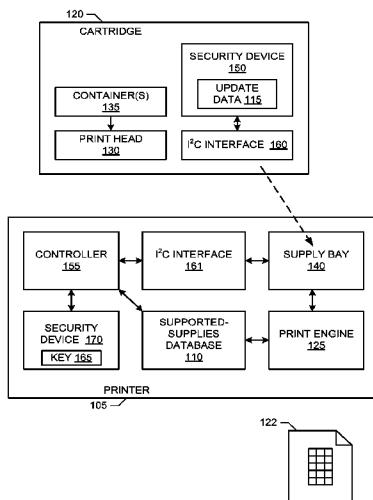 120
CARTRIDGE
SECURITY DEVICE
150
UPDATE
DATA 115
CONTAINER(S)
135
PRINT HEAD
130
I²C INTERFACE 160
CONTROLLER
155
I²C INTERFACE
161
SUPPLY BAY
140
SECURITY
DEVICE 170
KEY 165
SUPPORTED-
SUPPLIES
DATABASE
110
PRINT ENGINE
125
PRINTER
105
122